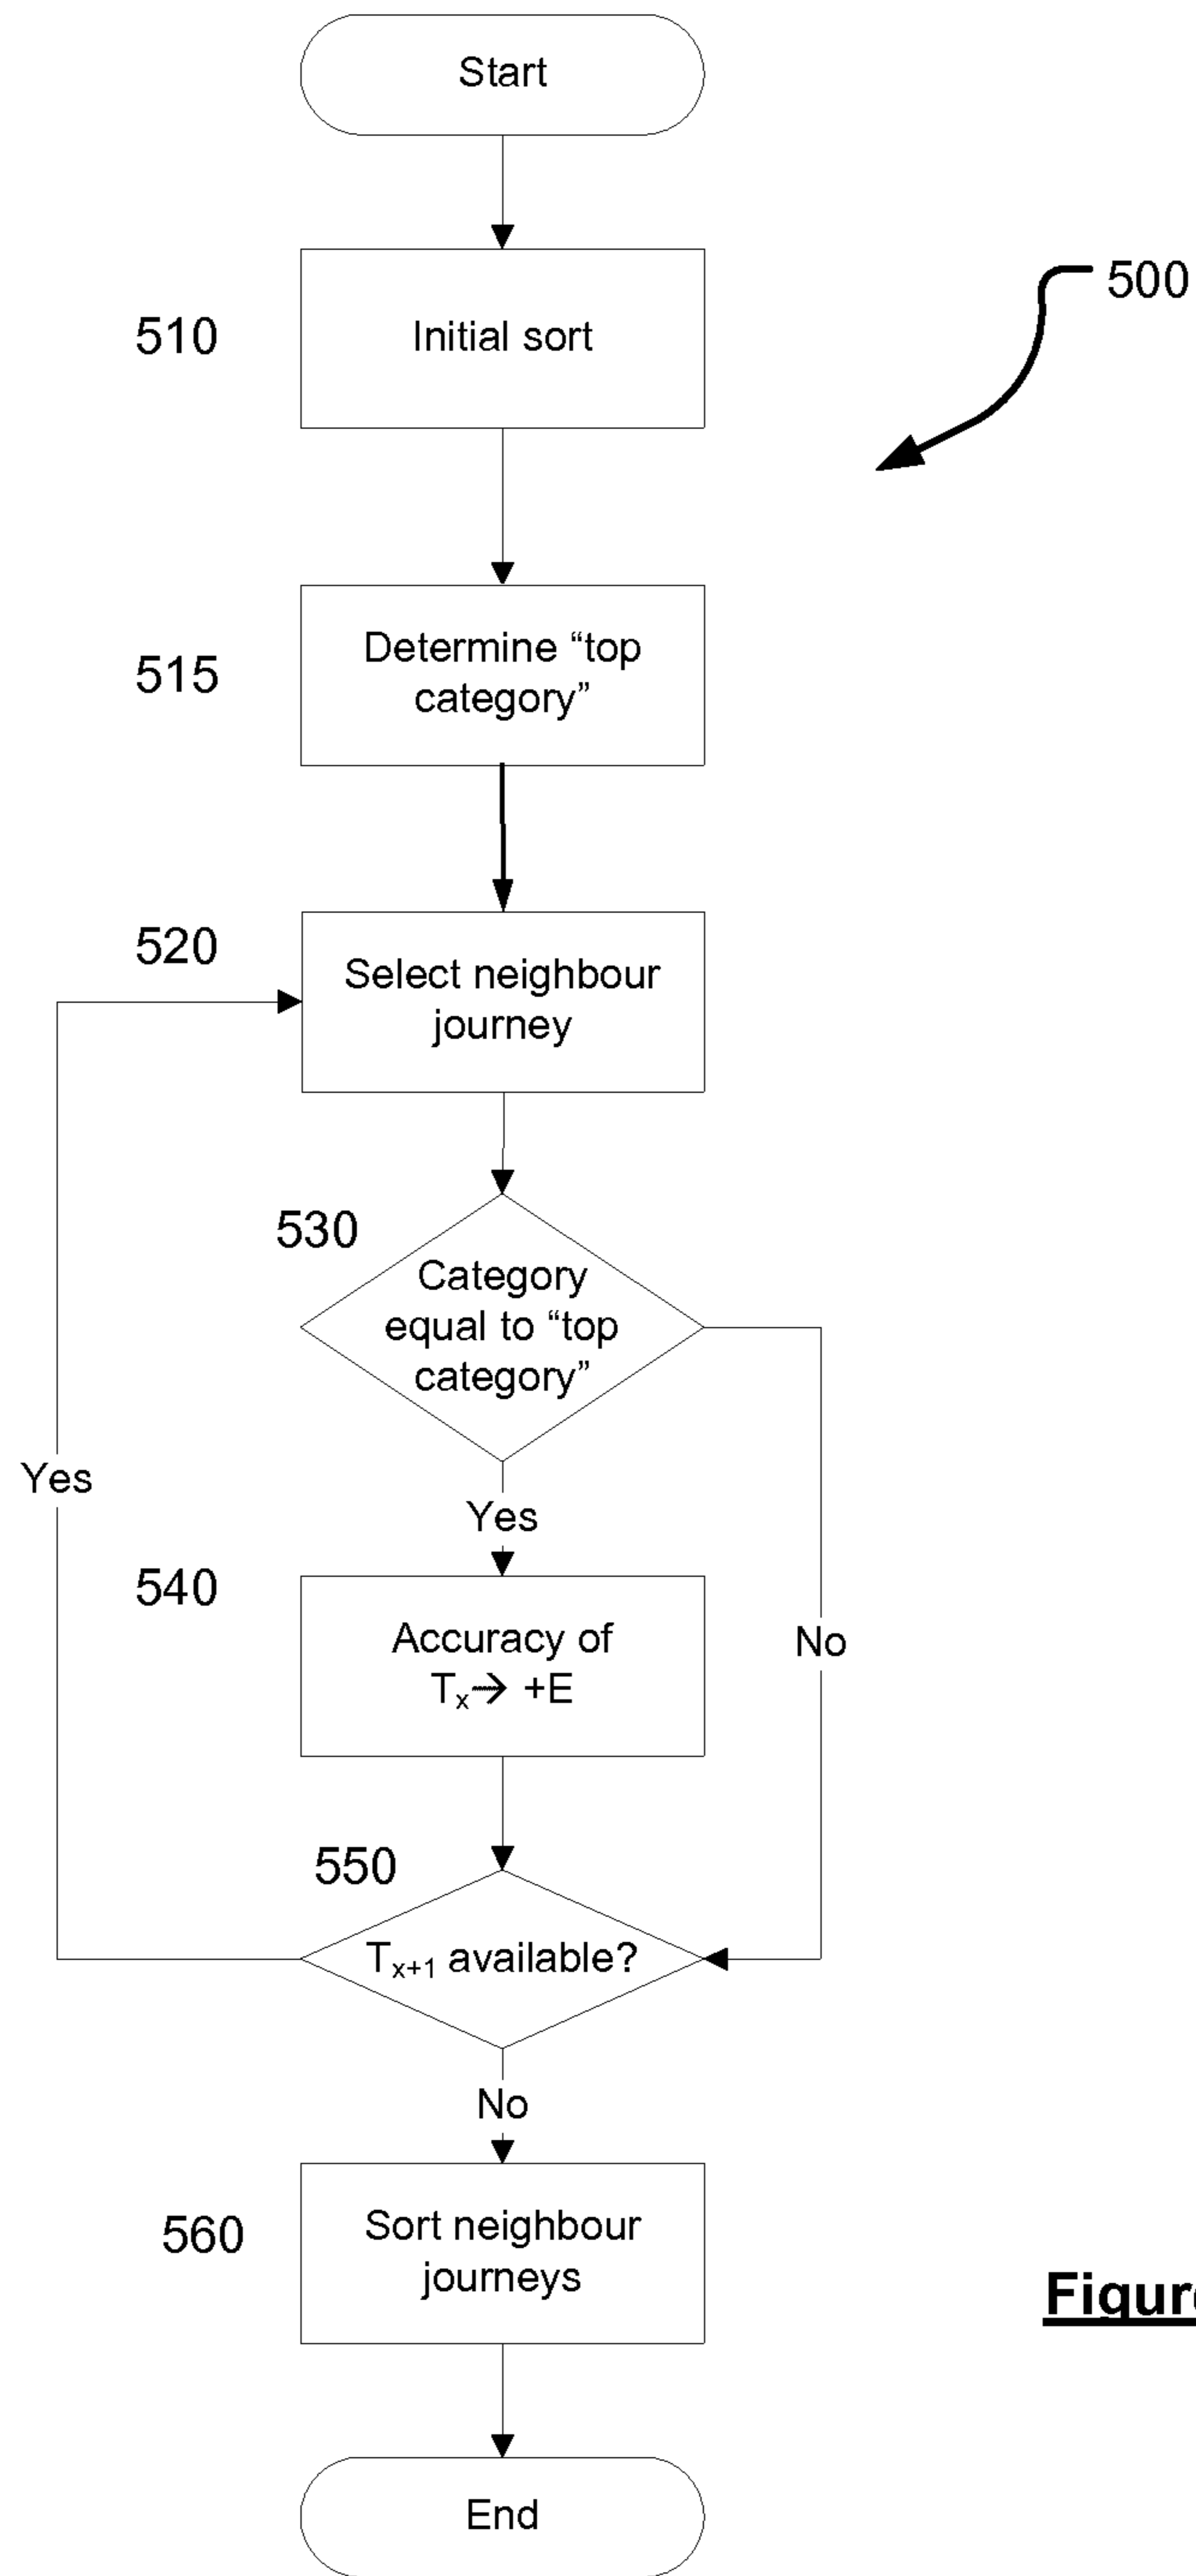 Start
500
510
Initial sort
515
Determine “top
category”
520
Select neighbour
journey
530
Category
equal to “top
category”
Yes
Yes
540
Accuracy of
Tₓ→ +E
No
550
Tₓ₊₁ available?
No
560
Sort neighbour
journeys
End